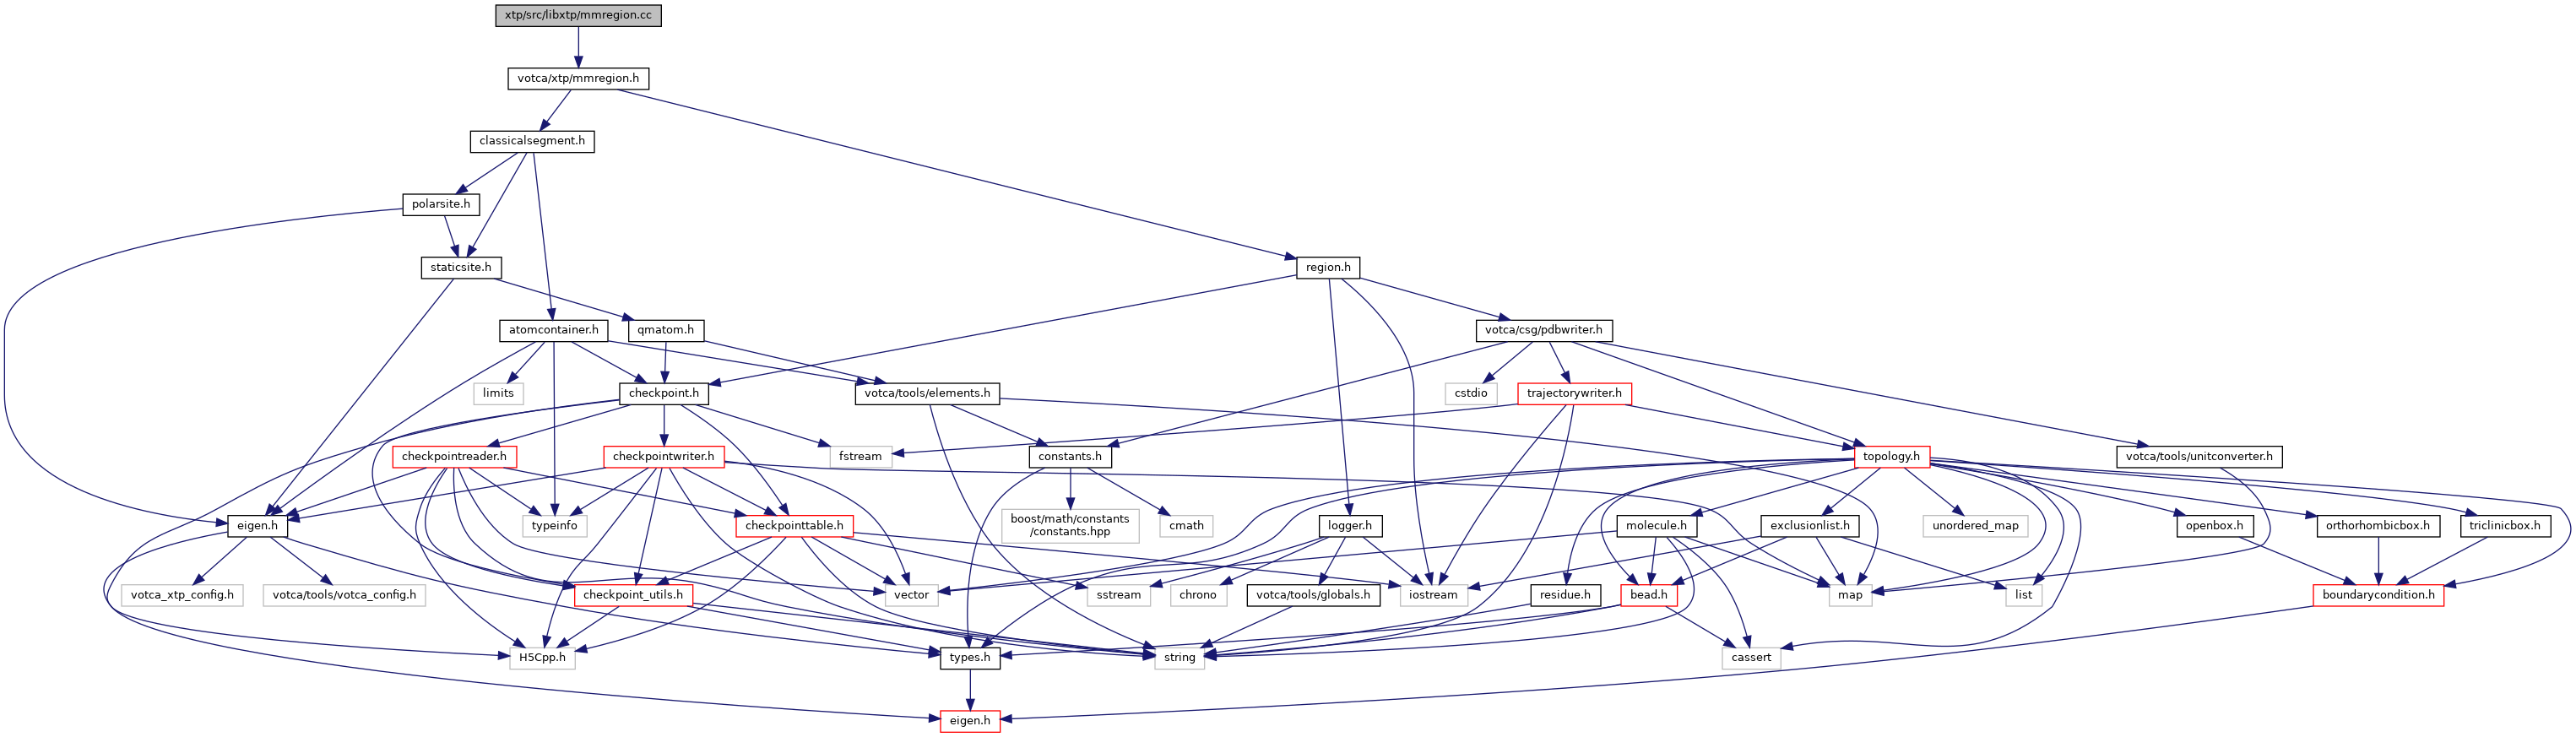 xtp/src/libxtp/mmregion.cc
votca/xtp/mmregion.h
classicalsegment.h
polarsite.h
staticsite.h
region.h
atomcontainer.h
qmatom.h
votca/csg/pdbwriter.h
limits
checkpoint.h
votca/tools/elements.h
cstdio
trajectorywriter.h
checkpointreader.h
checkpointwriter.h
fstream
constants.h
topology.h
votca/tools/unitconverter.h
eigen.h
typeinfo
checkpointtable.h
boost/math/constants
/constants.hpp
cmath
logger.h
molecule.h
exclusionlist.h
unordered_map
openbox.h
orthorhombicbox.h
triclinicbox.h
votca_xtp_config.h
votca/tools/votca_config.h
checkpoint_utils.h
vector
sstream
chrono
votca/tools/globals.h
iostream
residue.h
bead.h
map
list
boundarycondition.h
H5Cpp.h
types.h
string
cassert
eigen.h